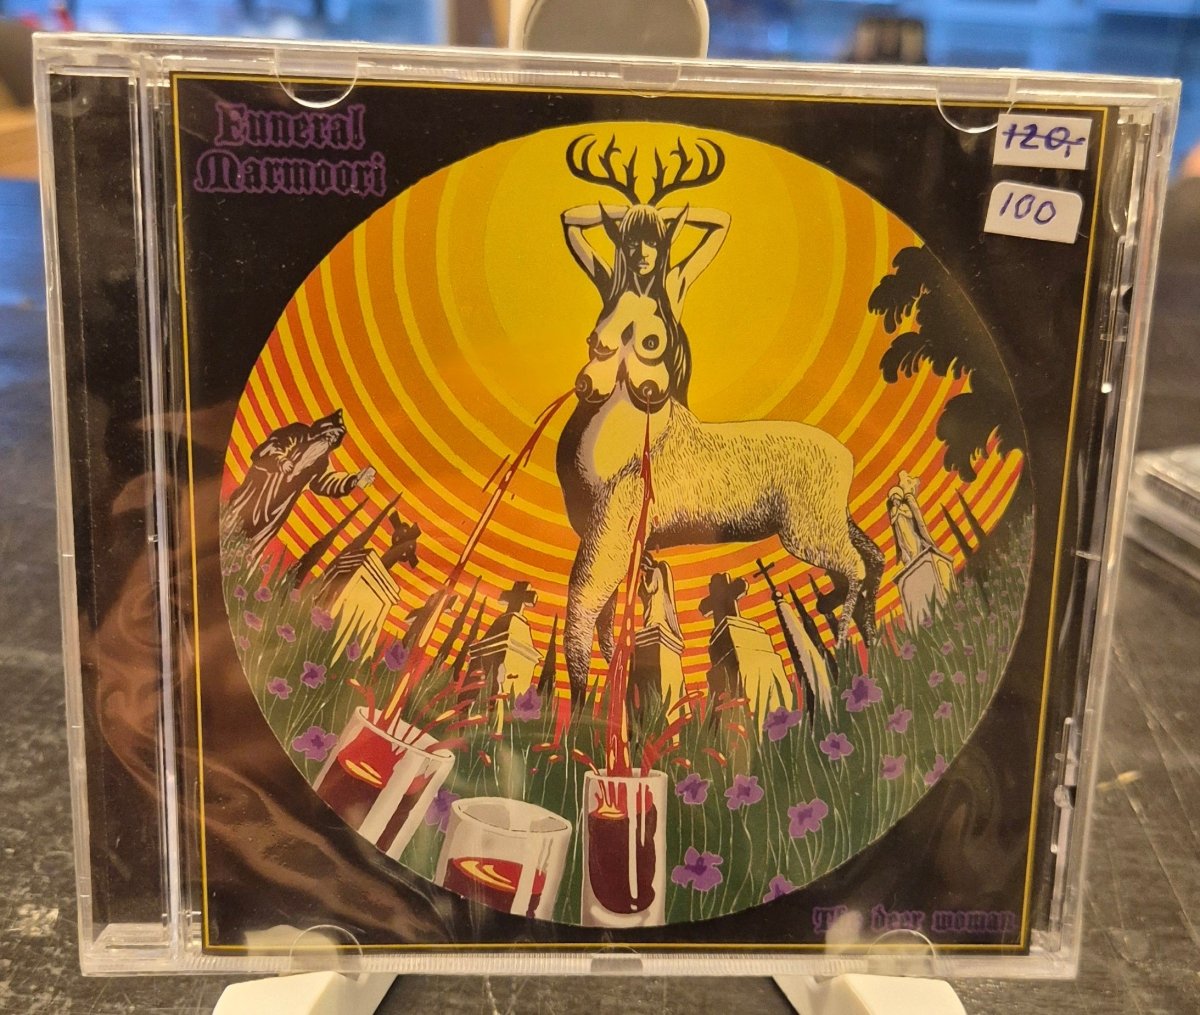 Funeral
Marmoori
120,-
100
The deer woman